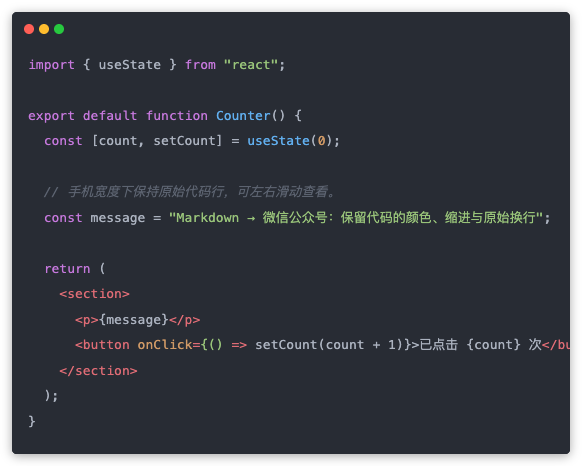 import { useState } from "react";

export default function Counter() {
  const [count, setCount] = useState(0);

  // 手机宽度下保持原始代码行，可左右滑动查看。
  const message = "Markdown → 微信公众号：保留代码的颜色、缩进与原始换行";

  return (
    <section>
      <p>{message}</p>
      <button onClick={() => setCount(count + 1)}>已点击 {count} 次</bu
    </section>
  );
}